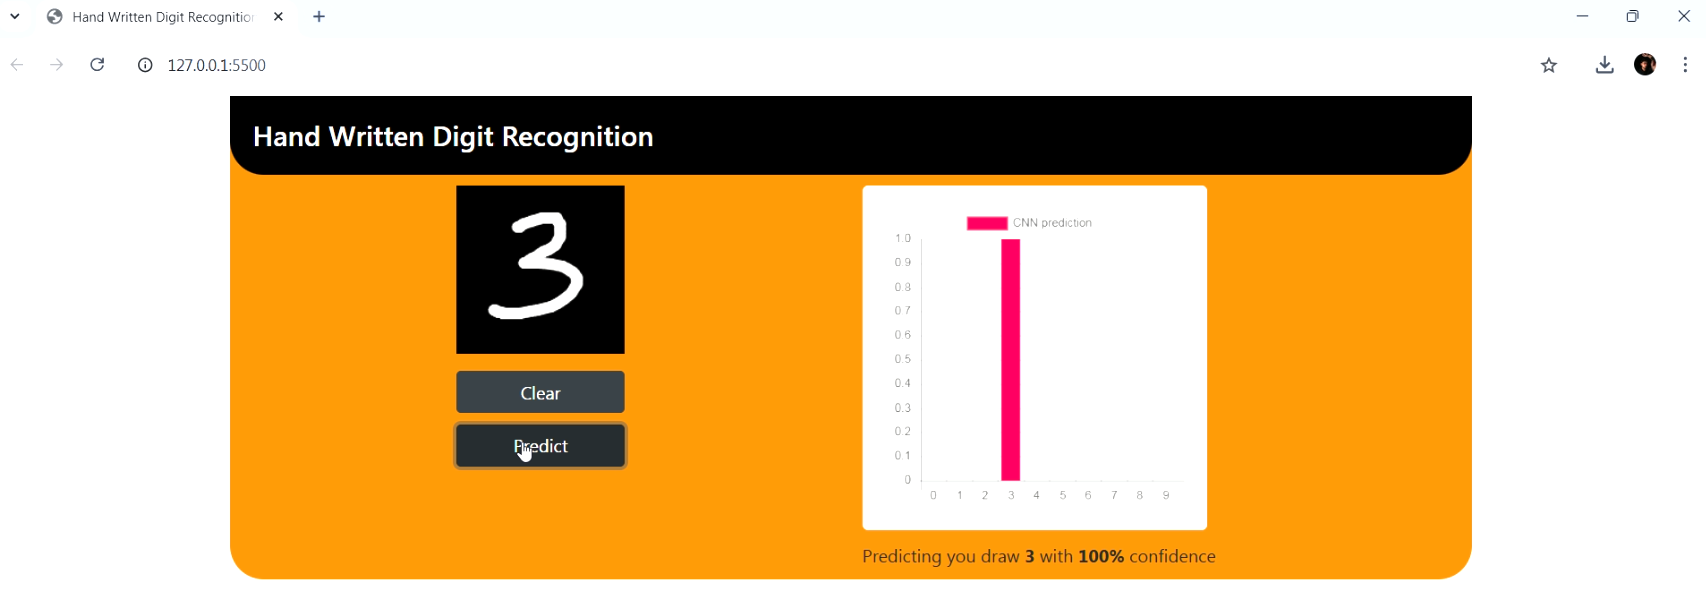 Hand Written Digit Recognition
127.0.0.1:5500
Hand Written Digit Recognition
3
Clear
Predict
CNN prediction
1.0
0.9
0.8
0.7
0.6
0.5
0.4
0.3
0.2
0.1
0
0 1 2 3 4 5 6 7 8 9
Predicting you draw 3 with 100% confidence